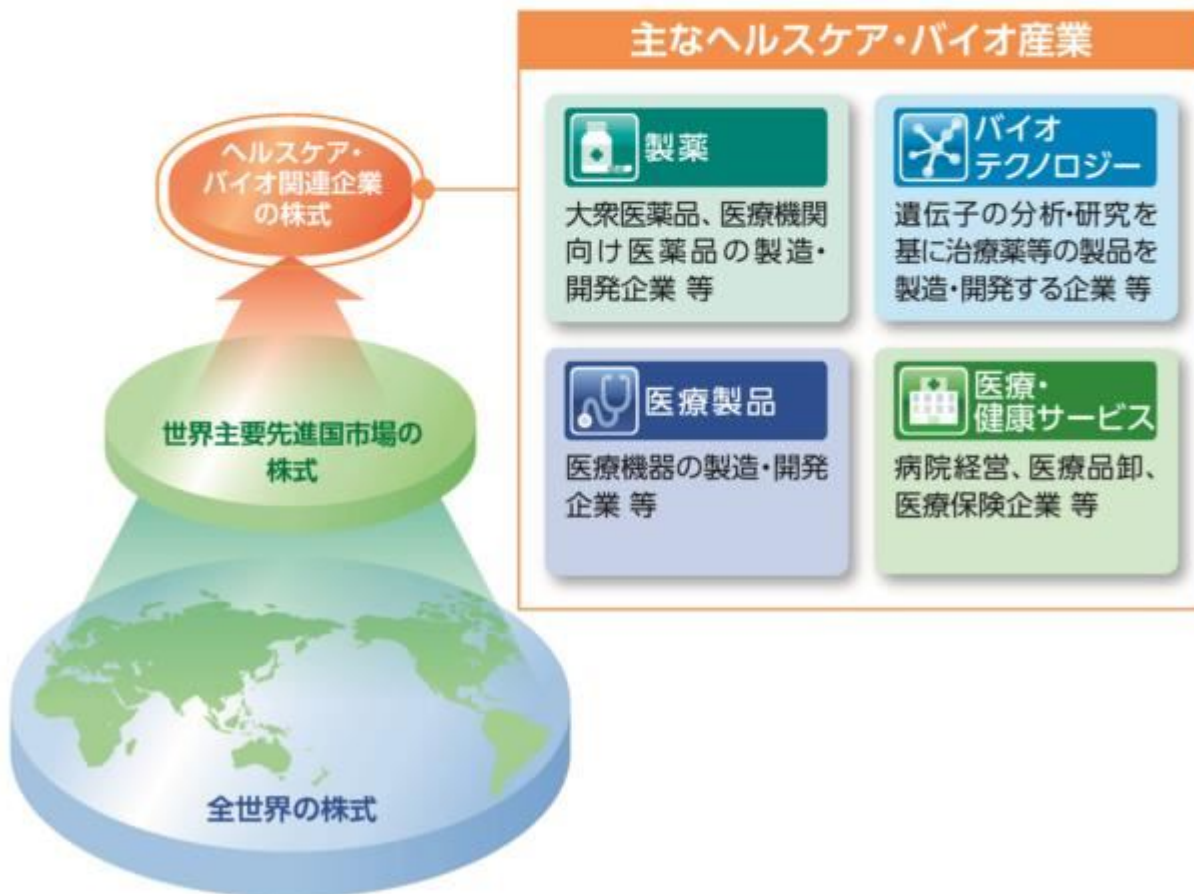 主なヘルスケア・バイオ産業
製薬
大衆医薬品、医療機関
向け医薬品の製造・
開発企業 等
バイオ
テクノロジー
遺伝子の分析・研究を
基に治療薬等の製品を
製造・開発する企業 等
医療製品
医療機器の製造・開発
企業 等
医療・
健康サービス
病院経営、医療品卸、
医療保険企業 等
ヘルスケア・
バイオ関連企業
の株式
世界主要先進国市場の
株式
全世界の株式